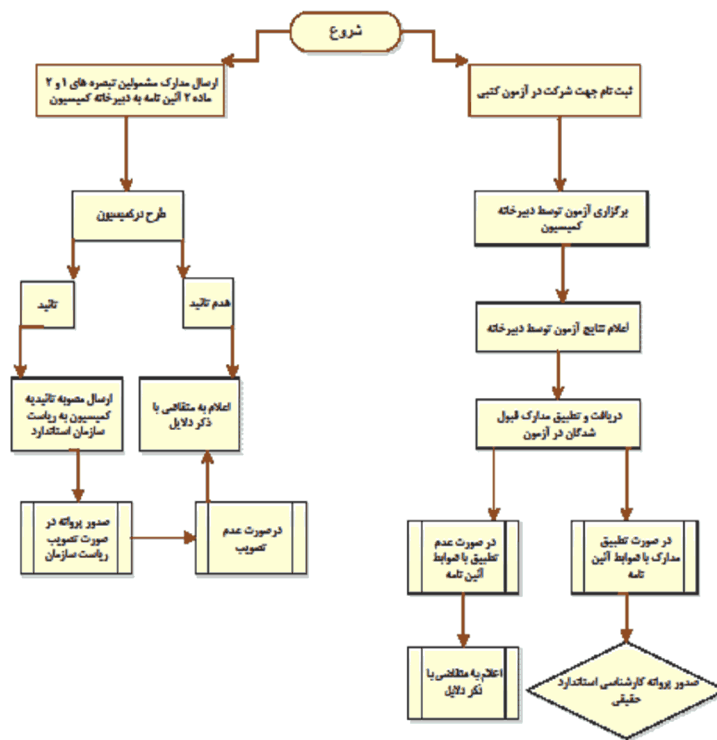 شروع
ثبت نام جهت شرکت در آزمون کتبی
برگزاری آزمون توسط دبیرخانه
کمیسیون
اعلام نتایج آزمون توسط دبیرخانه
دریافت و تطبیق مدارک قبول
شدگان در آزمون
در صورت تطبیق
مدارک با ضوابط آئین
نامه
صدور پروانه کارشناسی استاندارد
حقیقی
در صورت عدم
تطبیق با ضوابط
آئین نامه
اعلام به متقاضی با
ذکر دلایل
ارسال مدارک مشمولین تبصره های ۱ و ۲
ماده ۲ آئین نامه به دبیرخانه کمیسیون
طرح درکمیسیون
عدم تائید
تائید
اعلام به متقاضی با
ذکر دلایل
ارسال مصوبه تائیدیه
کمیسیون به ریاست
سازمان استاندارد
صدور پروانه در
صورت تصویب
ریاست سازمان
در صورت عدم
تصویب